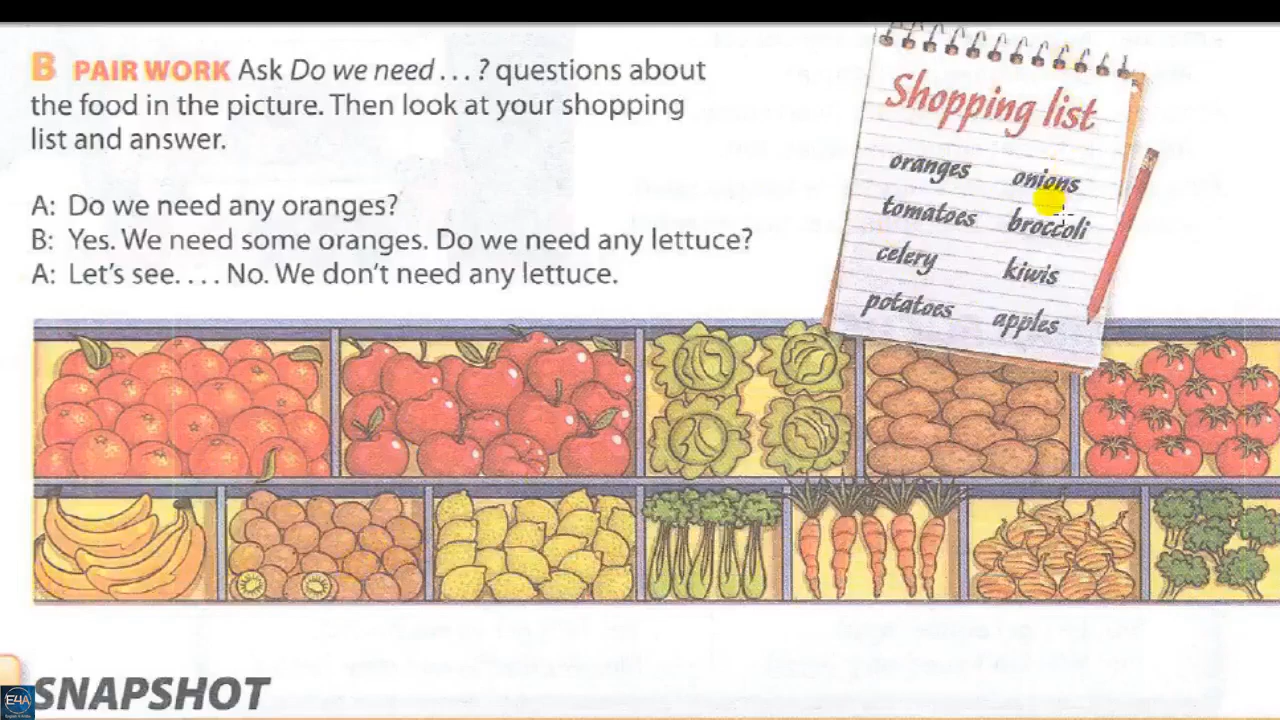 B PAIR WORK Ask Do we need . . . ? questions about
the food in the picture. Then look at your shopping
list and answer.
A: Do we need any oranges?
B: Yes. We need some oranges. Do we need any lettuce?
A: Let's see. . . . No. We don't need any lettuce.
Shopping list
oranges onions
tomatoes broccoli
celery kiwis
potatoes apples
SNAPSHOT
E4A